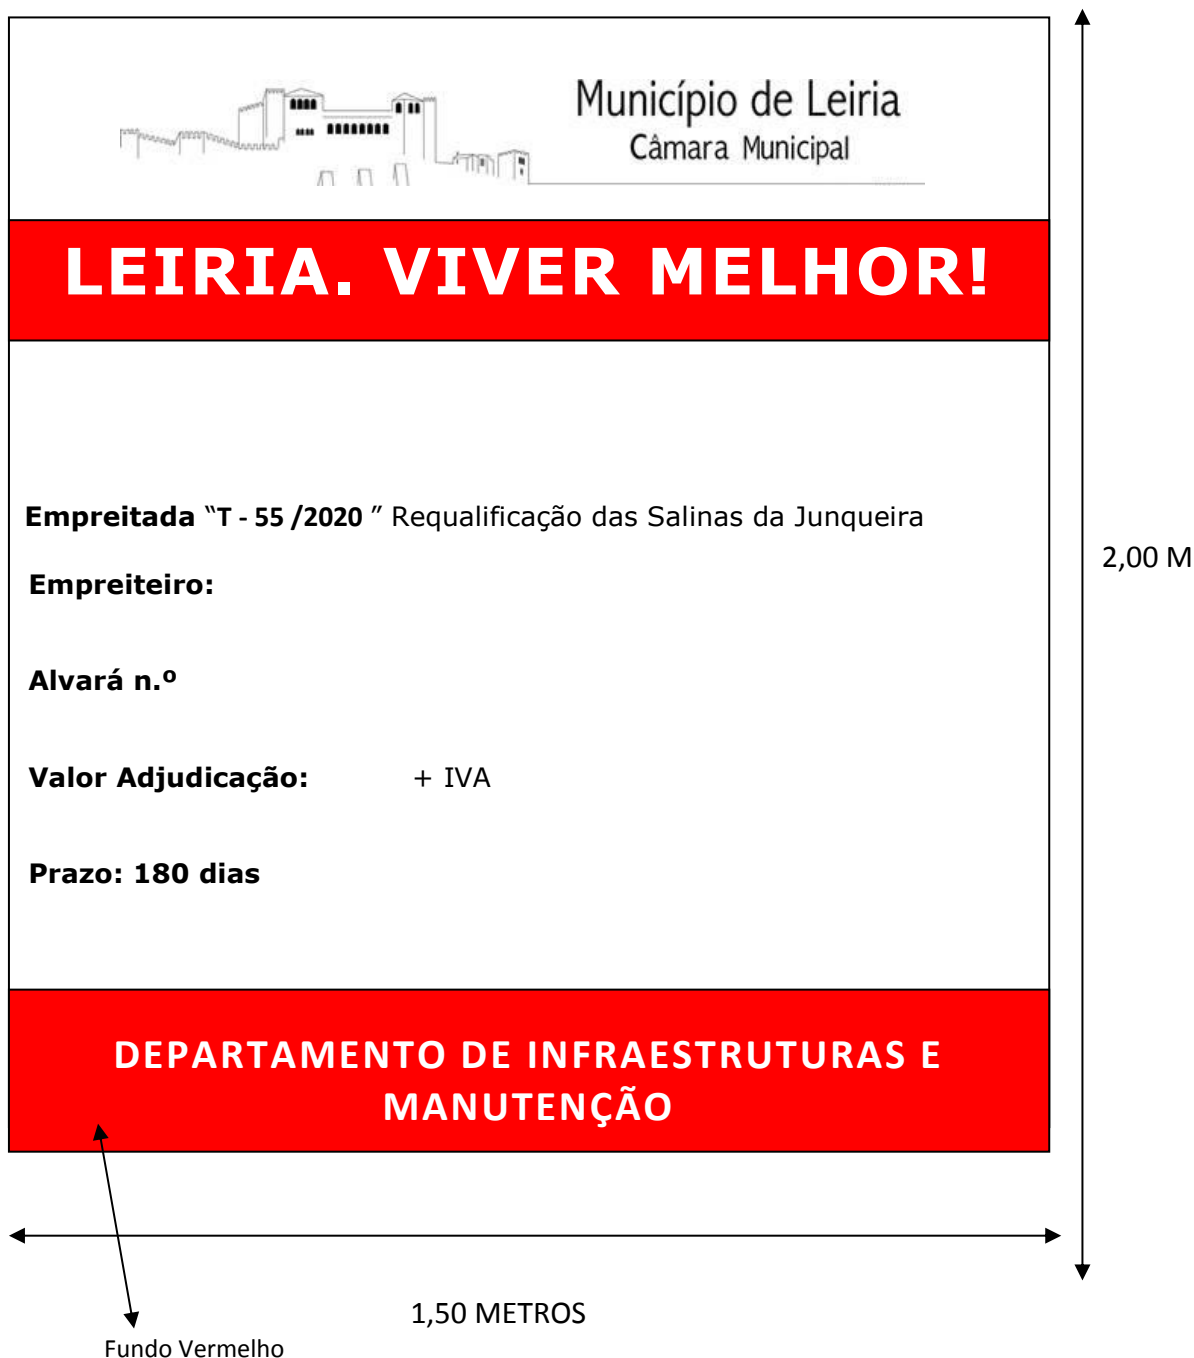 Município de Leiria
Câmara Municipal
LEIRIA. VIVER MELHOR!
Empreitada “T - 55 /2020 ” Requalificação das Salinas da Junqueira
2,00 M
Empreiteiro:
Alvará n.º
Valor Adjudicação: + IVA
Prazo: 180 dias
DEPARTAMENTO DE INFRAESTRUTURAS E
MANUTENÇÃO
1,50 METROS
Fundo Vermelho